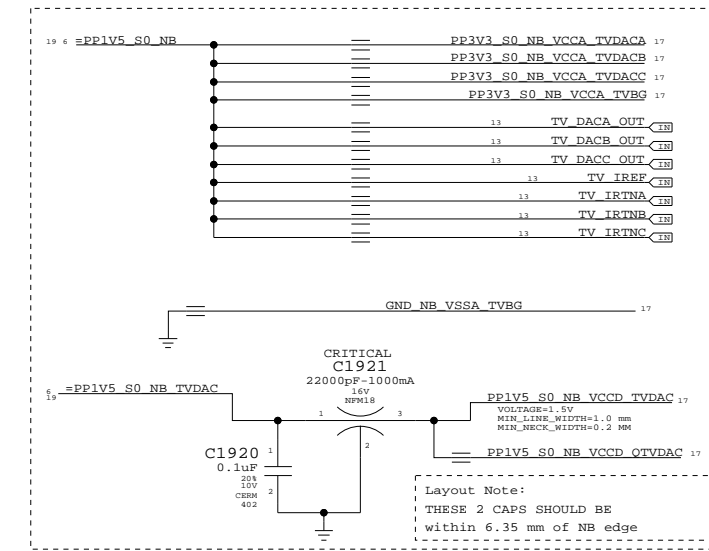 19 6 =PP1V5_S0_NB
PP3V3_S0_NB_VCCA_TVDACA 17
PP3V3_S0_NB_VCCA_TVDACB 17
PP3V3_S0_NB_VCCA_TVDACC 17
PP3V3_S0_NB_VCCA_TVBG 17
13 TV_DACA_OUT IN
13 TV_DACB_OUT IN
13 TV_DACC_OUT IN
13 TV_IREF IN
13 TV_IRTNA IN
13 TV_IRTNB IN
13 TV_IRTNC IN
GND_NB_VSSA_TVBG 17
CRITICAL
C1921
22000pF-1000mA
16V
NFM18
6 =PP1V5_S0_NB_TVDAC
19
1 3
2
PP1V5_S0_NB_VCCD_TVDAC 17
VOLTAGE=1.5V
MIN_LINE_WIDTH=1.0 mm
MIN_NECK_WIDTH=0.2 MM
PP1V5_S0_NB_VCCD_QTVDAC 17
C1920 1
0.1uF
20%
10V 2
CERM
402
Layout Note:
THESE 2 CAPS SHOULD BE
within 6.35 mm of NB edge